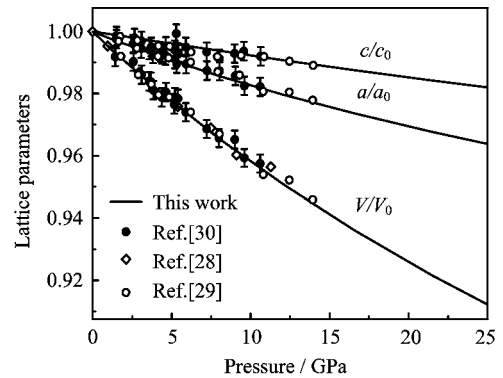 1.00
0.98
0.96
0.94
0.92
Lattice parameters
c/c₀
a/a₀
V/V₀
This work
Ref.[30]
Ref.[28]
Ref.[29]
0 5 10 15 20 25
Pressure / GPa